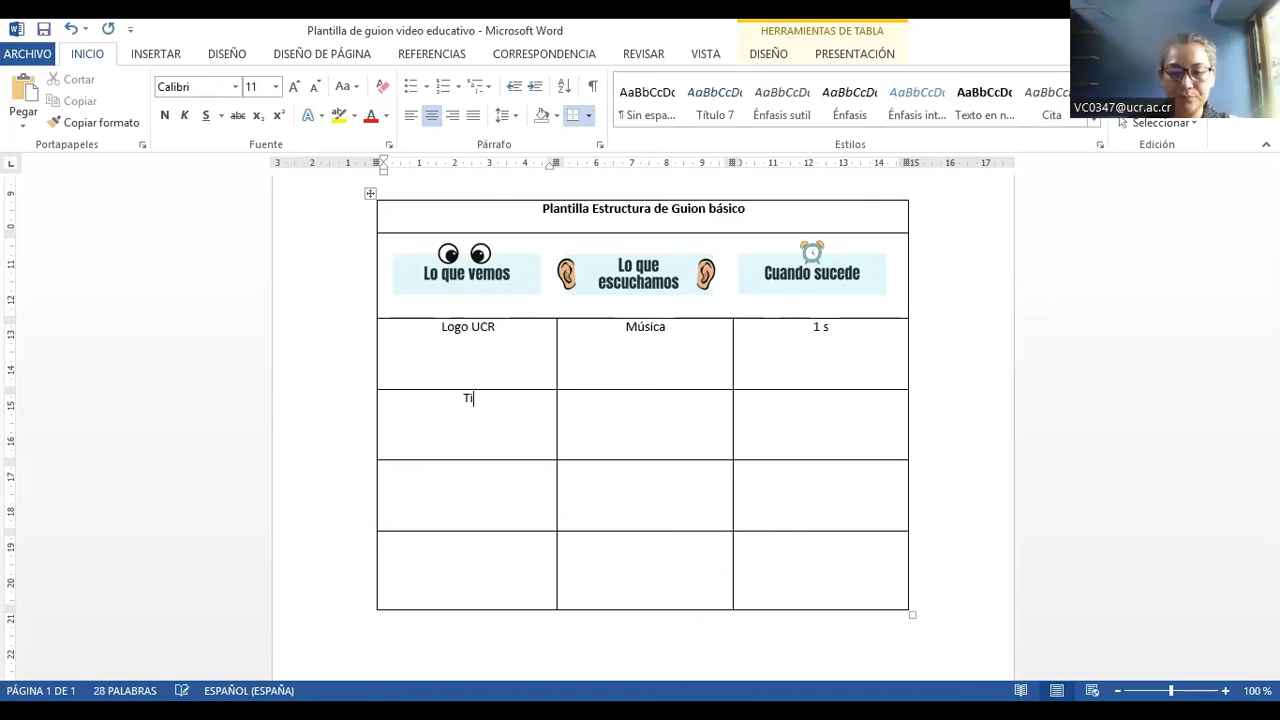 Plantilla de guion video educativo - Microsoft Word
HERRAMIENTAS DE TABLA
ARCHIVO INICIO INSERTAR DISEÑO DISEÑO DE PÁGINA REFERENCIAS CORRESPONDENCIA REVISAR VISTA DISEÑO PRESENTACIÓN
Pegar
Cortar
Copiar
Copiar formato
Calibri 11
N K S abc x₂ x²
AaBbCcDc AaBbCcDc AaBbCcDc AaBbCcDc AaBbCcDc AaBbCcDc
¶ Sin espa... Título 7 Énfasis sutil Énfasis Énfasis int... Texto en n... Cita
VC0347@ucr.ac.cr
Seleccionar
Portapapeles Fuente Párrafo Estilos Edición
Plantilla Estructura de Guion básico
Lo que vemos
Lo que
escuchamos
Cuando sucede
Logo UCR Música 1 s
Ti
PÁGINA 1 DE 1 28 PALABRAS ESPAÑOL (ESPAÑA) 100 %